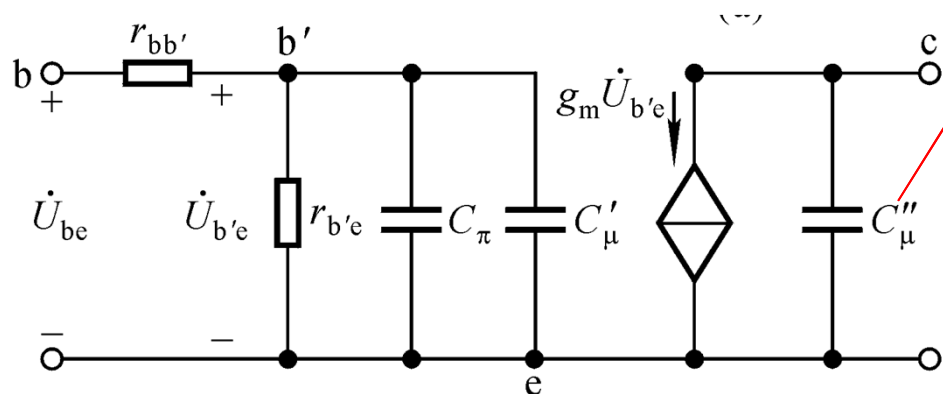 (a)
r_bb′
b′
c
b
+
+
g_m U̇_b′e
U̇_be
U̇_b′e
r_b′e
C_π
C′_μ
C″_μ
−
−
e